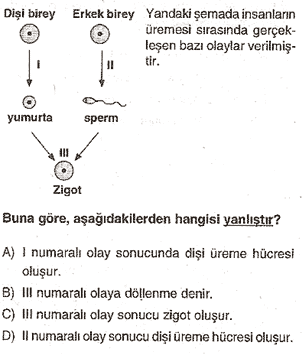 Dişi birey Erkek birey
Yandaki şemada insanların
üremesi sırasında gerçek-
leşen bazı olaylar verilmiş-
tir.
I II
yumurta sperm
III
Zigot
Buna göre, aşağıdakilerden hangisi yanlıştır?
A) I numaralı olay sonucunda dişi üreme hücresi
oluşur.
B) III numaralı olaya döllenme denir.
C) III numaralı olay sonucu zigot oluşur.
D) II numaralı olay sonucu dişi üreme hücresi oluşur.